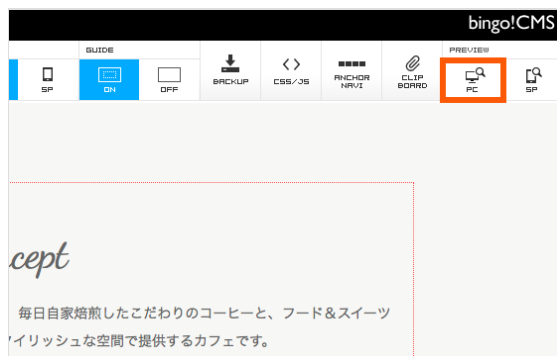 bingo!CMS
GUIDE
PREVIEW
SP
ON
OFF
BACKUP
CSS/JS
ANCHOR
NAVI
CLIP
BOARD
PC
SP
cept
毎日自家焙煎したこだわりのコーヒーと、フード＆スイーツ
イリッシュな空間で提供するカフェです。